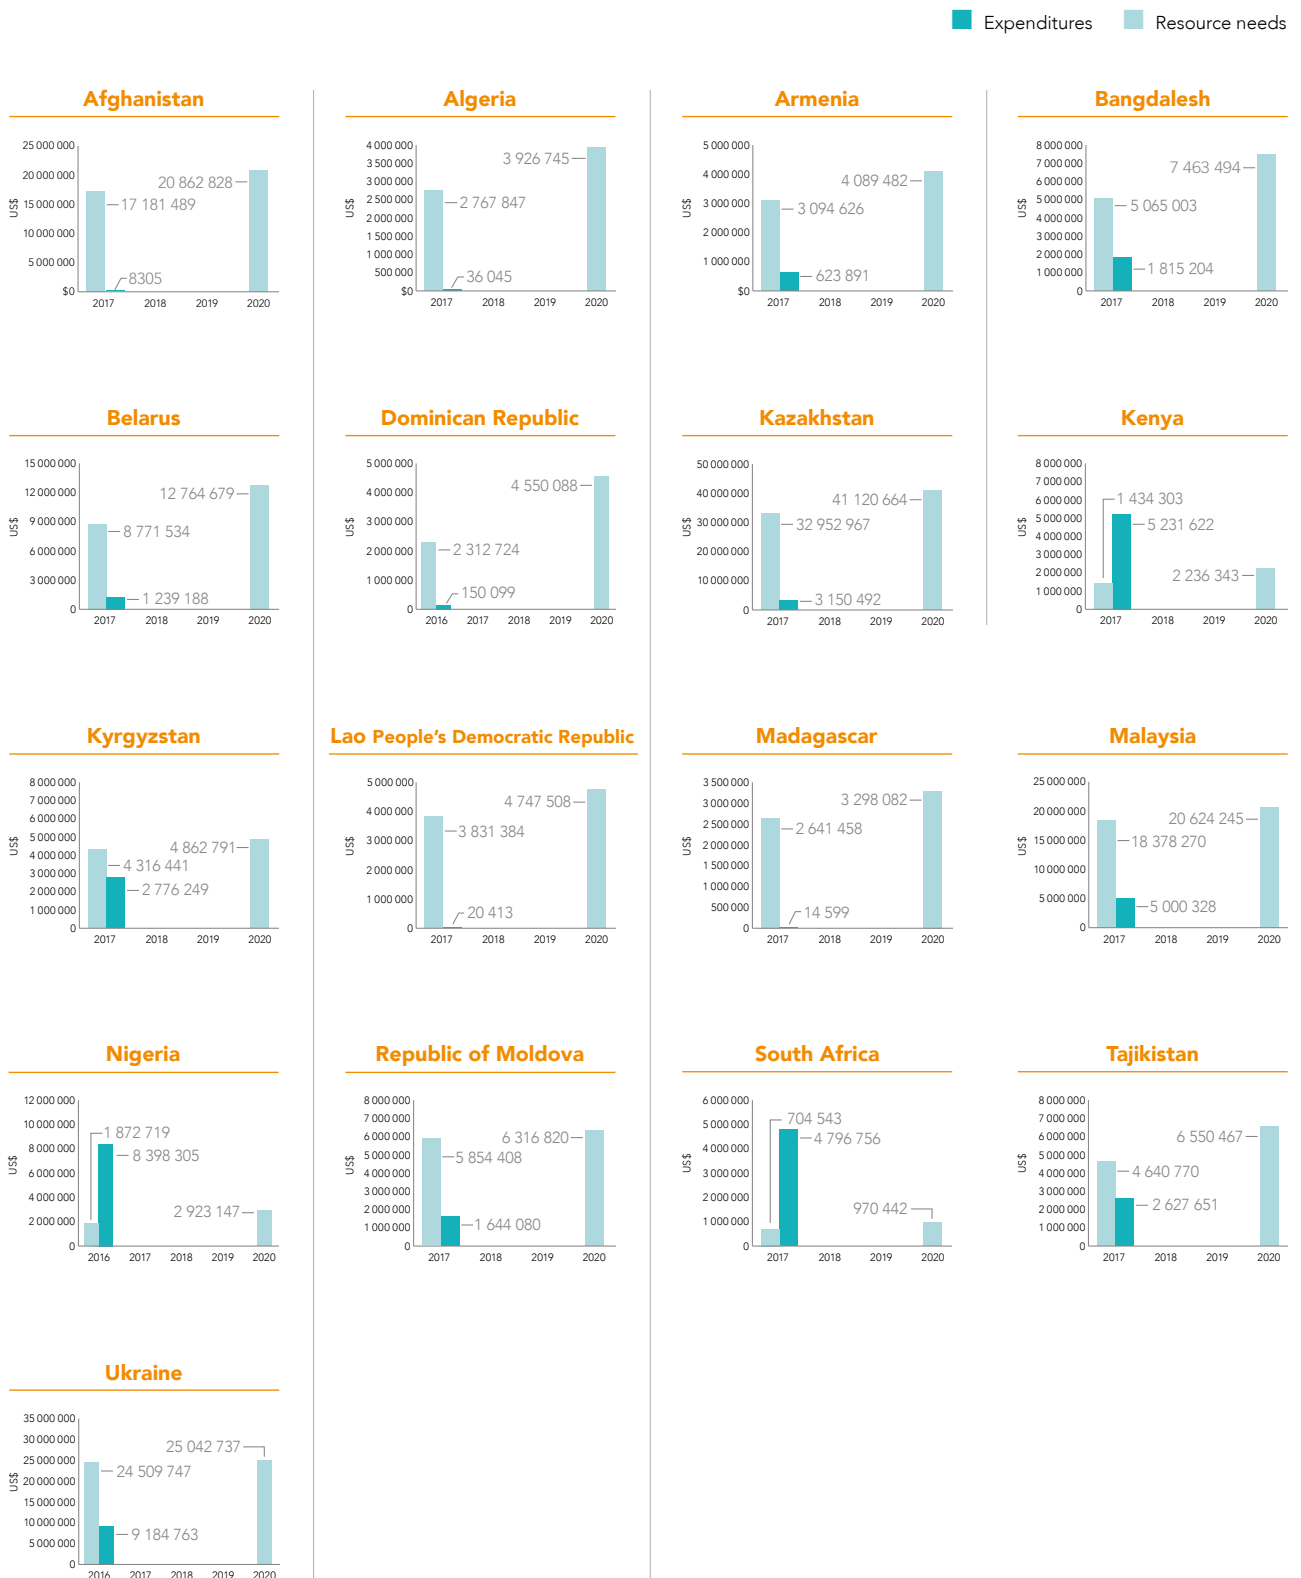 Expenditures Resource needs
Afghanistan
25 000 000
20 000 000
15 000 000
10 000 000
5 000 000
$0
US$
17 181 489
8305
20 862 828
2017 2018 2019 2020
Algeria
4 000 000
3 500 000
3 000 000
2 500 000
2 000 000
1 500 000
1 000 000
500 000
$0
US$
2 767 847
36 045
3 926 745
2017 2018 2019 2020
Armenia
5 000 000
4 000 000
3 000 000
2 000 000
1 000 000
$0
US$
3 094 626
623 891
4 089 482
2017 2018 2019 2020
Bangdalesh
8 000 000
7 000 000
6 000 000
5 000 000
4 000 000
3 000 000
2 000 000
1 000 000
0
US$
5 065 003
1 815 204
7 463 494
2017 2018 2019 2020
Belarus
15 000 000
12 000 000
9 000 000
6 000 000
3 000 000
0
US$
8 771 534
1 239 188
12 764 679
2017 2018 2019 2020
Dominican Republic
5 000 000
4 000 000
3 000 000
2 000 000
1 000 000
0
US$
2 312 724
150 099
4 550 088
2016 2017 2018 2019 2020
Kazakhstan
50 000 000
40 000 000
30 000 000
20 000 000
10 000 000
0
US$
32 952 967
3 150 492
41 120 664
2017 2018 2019 2020
Kenya
8 000 000
7 000 000
6 000 000
5 000 000
4 000 000
3 000 000
2 000 000
1 000 000
0
US$
1 434 303
5 231 622
2 236 343
2017 2018 2019 2020
Kyrgyzstan
8 000 000
7 000 000
6 000 000
5 000 000
4 000 000
3 000 000
2 000 000
1 000 000
0
US$
4 316 441
2 776 249
4 862 791
2017 2018 2019 2020
Lao People's Democratic Republic
5 000 000
4 000 000
3 000 000
2 000 000
1 000 000
0
US$
3 831 384
20 413
4 747 508
2017 2018 2019 2020
Madagascar
3 500 000
3 000 000
2 500 000
2 000 000
1 500 000
1 000 000
500 000
0
US$
2 641 458
14 599
3 298 082
2017 2018 2019 2020
Malaysia
25 000 000
20 000 000
15 000 000
10 000 000
5 000 000
0
US$
18 378 270
5 000 328
20 624 245
2017 2018 2019 2020
Nigeria
12 000 000
10 000 000
8 000 000
6 000 000
4 000 000
2 000 000
0
US$
1 872 719
8 398 305
2 923 147
2016 2017 2018 2019 2020
Republic of Moldova
8 000 000
7 000 000
6 000 000
5 000 000
4 000 000
3 000 000
2 000 000
1 000 000
0
US$
5 854 408
1 644 080
6 316 820
2017 2018 2019 2020
South Africa
6 000 000
5 000 000
4 000 000
3 000 000
2 000 000
1 000 000
0
US$
704 543
4 796 756
970 442
2017 2018 2019 2020
Tajikistan
8 000 000
7 000 000
6 000 000
5 000 000
4 000 000
3 000 000
2 000 000
1 000 000
0
US$
4 640 770
2 627 651
6 550 467
2017 2018 2019 2020
Ukraine
35 000 000
30 000 000
25 000 000
20 000 000
15 000 000
10 000 000
5 000 000
0
US$
24 509 747
9 184 763
25 042 737
2016 2017 2018 2019 2020